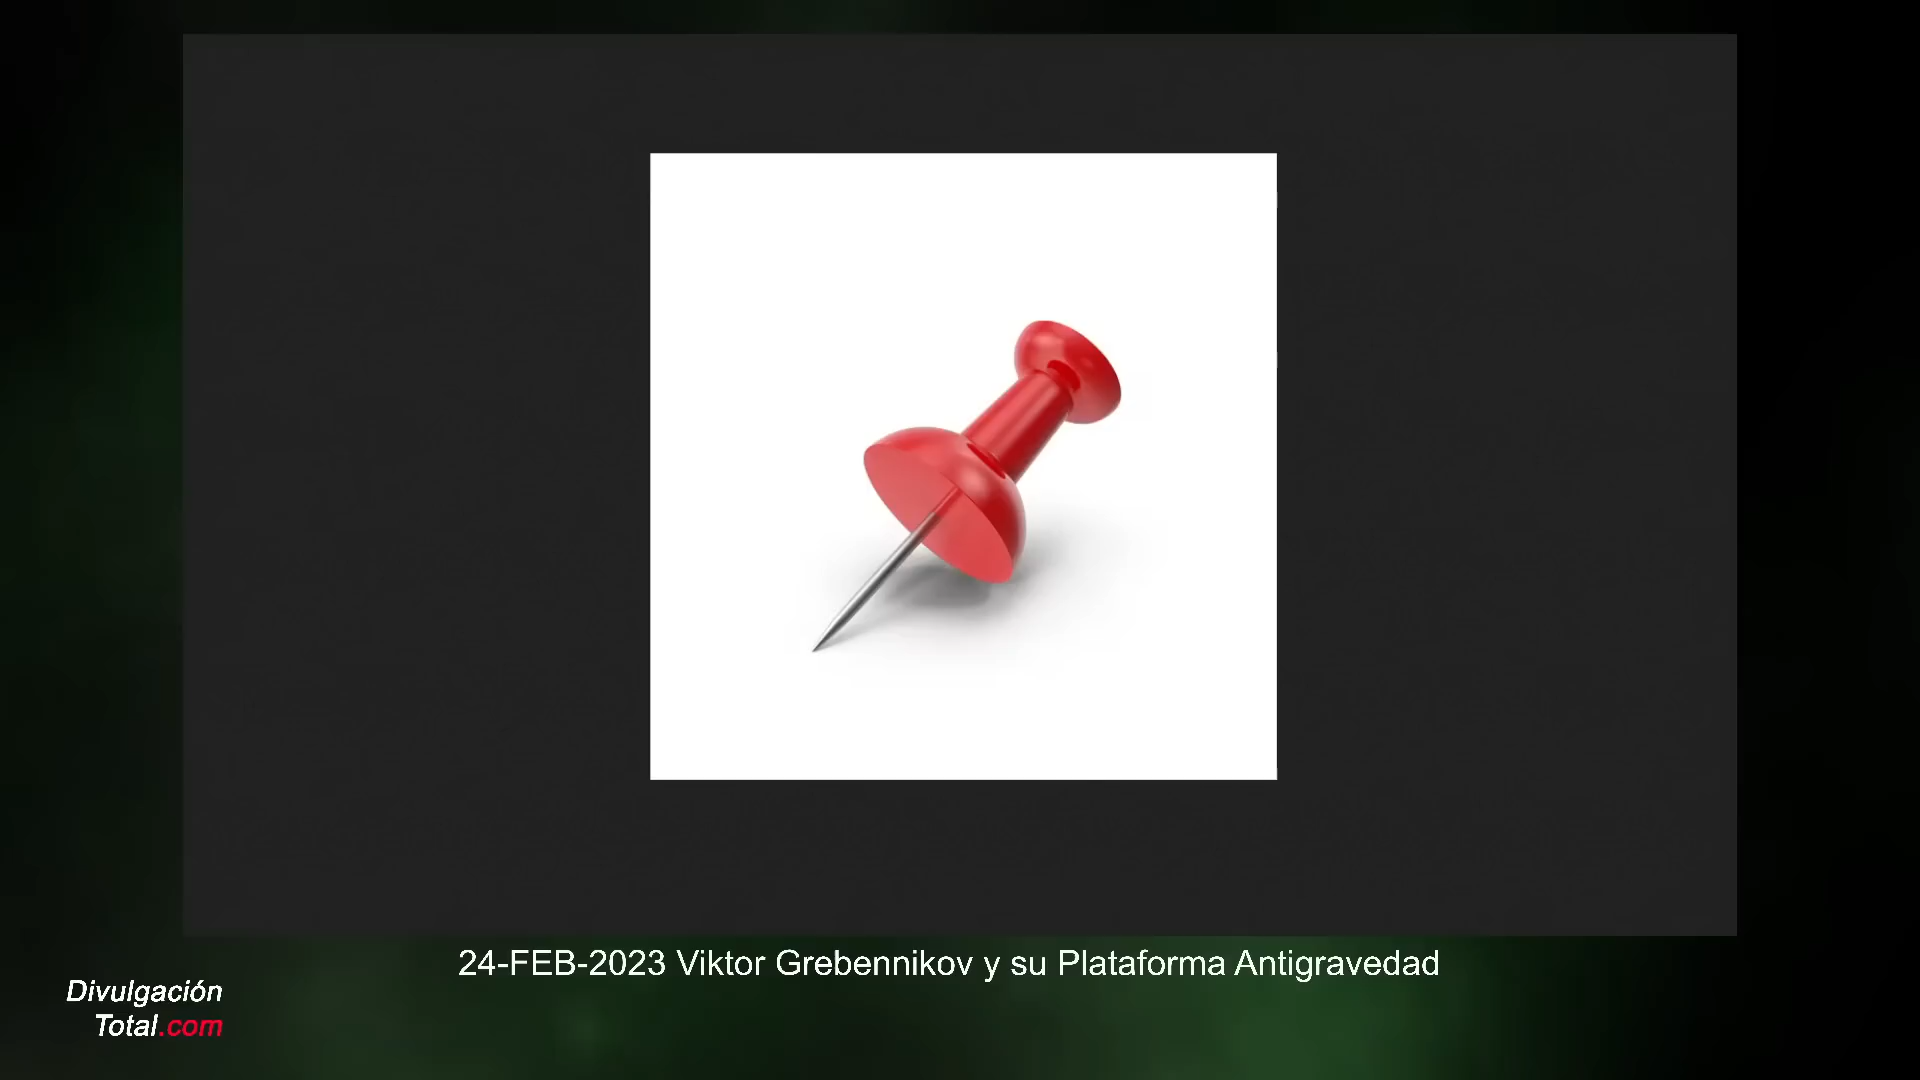 24-FEB-2023 Viktor Grebennikov y su Plataforma Antigravedad
Divulgación
Total.com